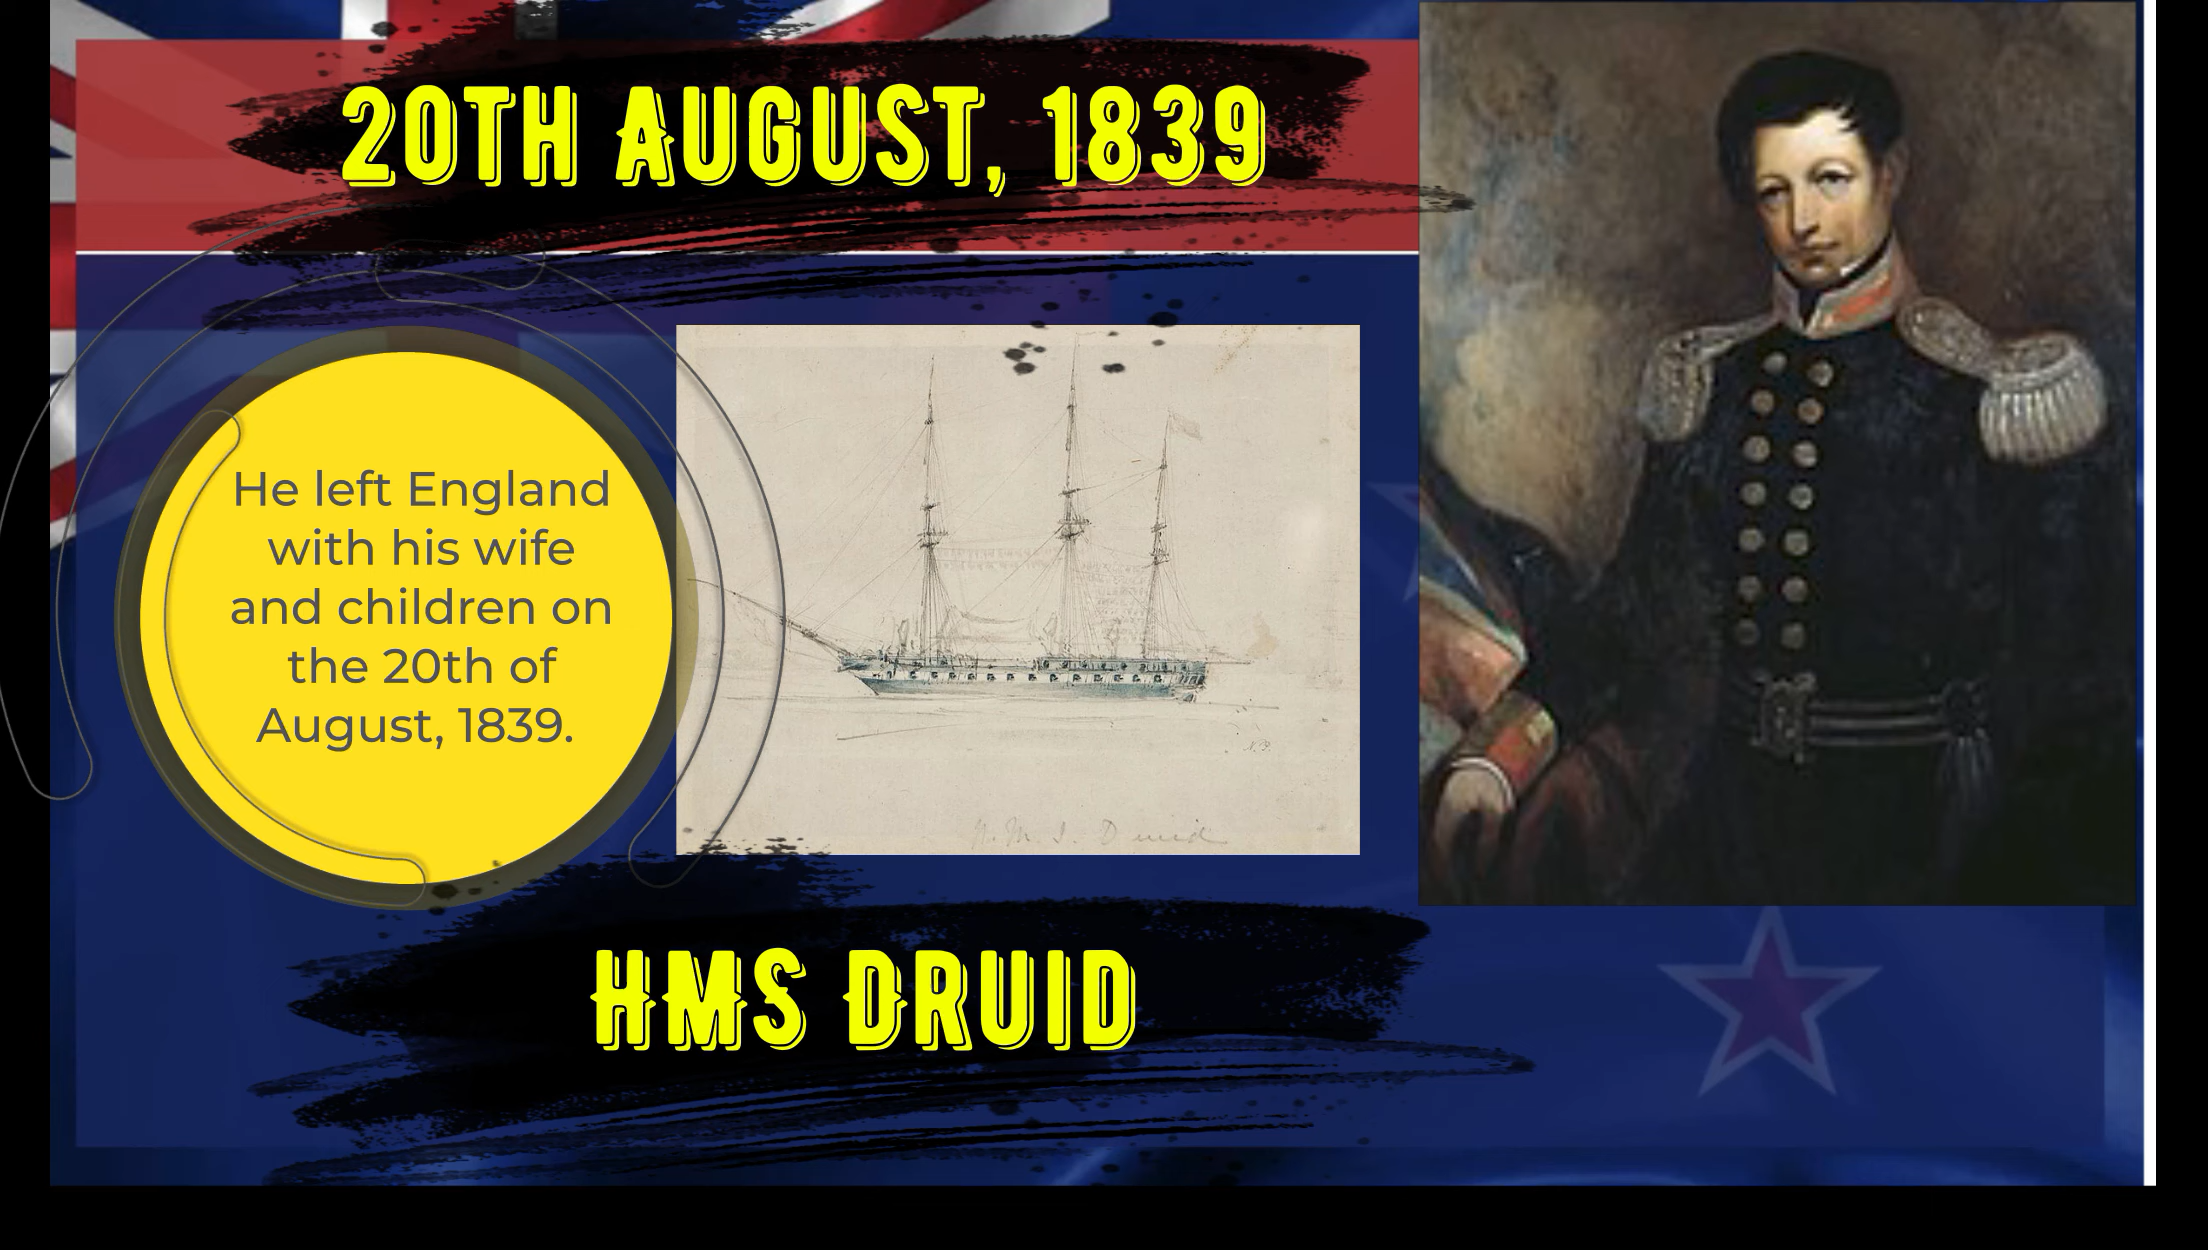 20TH AUGUST, 1839
He left England
with his wife
and children on
the 20th of
August, 1839.
H. M. S. Druid
HMS DRUID